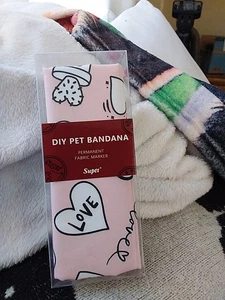 DIY PET BANDANA
PERMANENT
FABRIC MARKER
Supet
LOVE